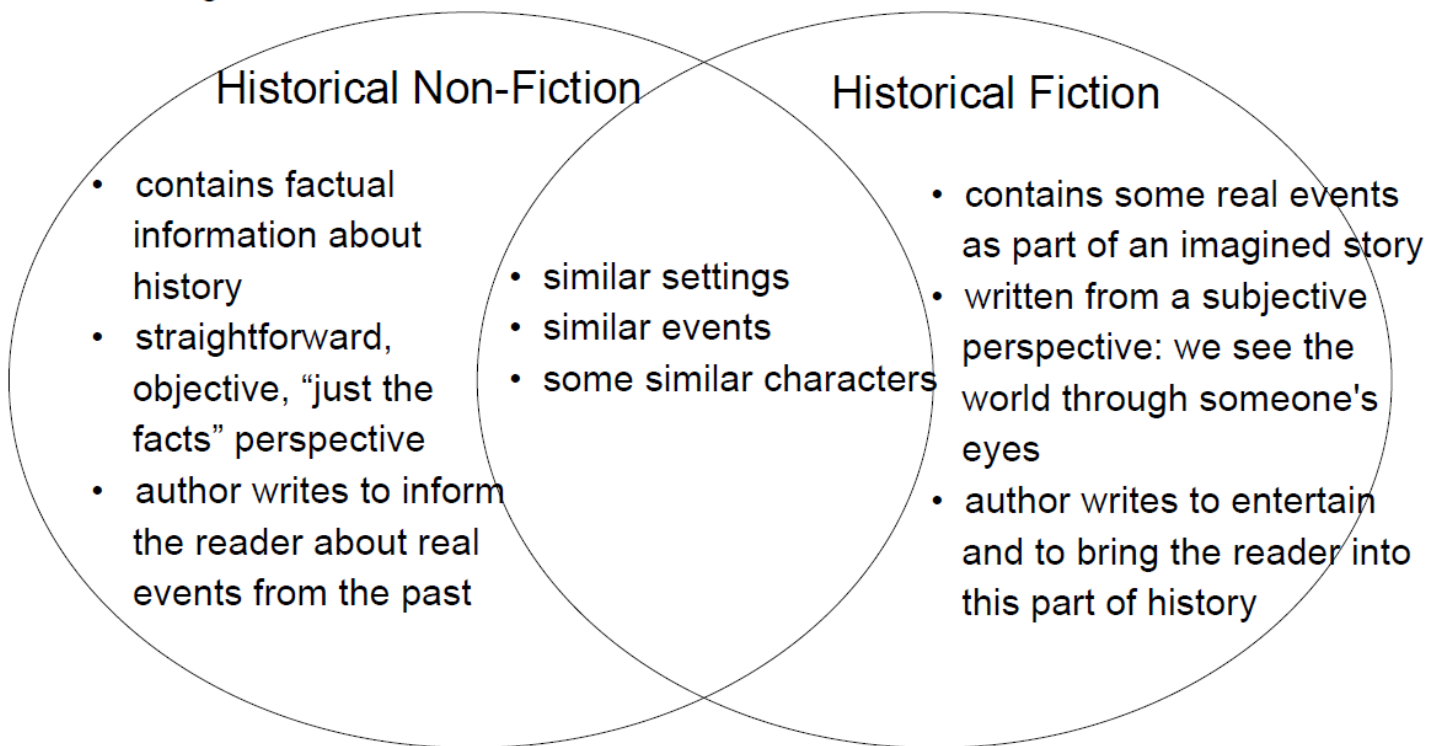 Historical Non-Fiction
• contains factual
information about
history
• straightforward,
objective, “just the
facts” perspective
• author writes to inform
the reader about real
events from the past
• similar settings
• similar events
• some similar characters
Historical Fiction
• contains some real events
as part of an imagined story
• written from a subjective
perspective: we see the
world through someone's
eyes
• author writes to entertain
and to bring the reader into
this part of history